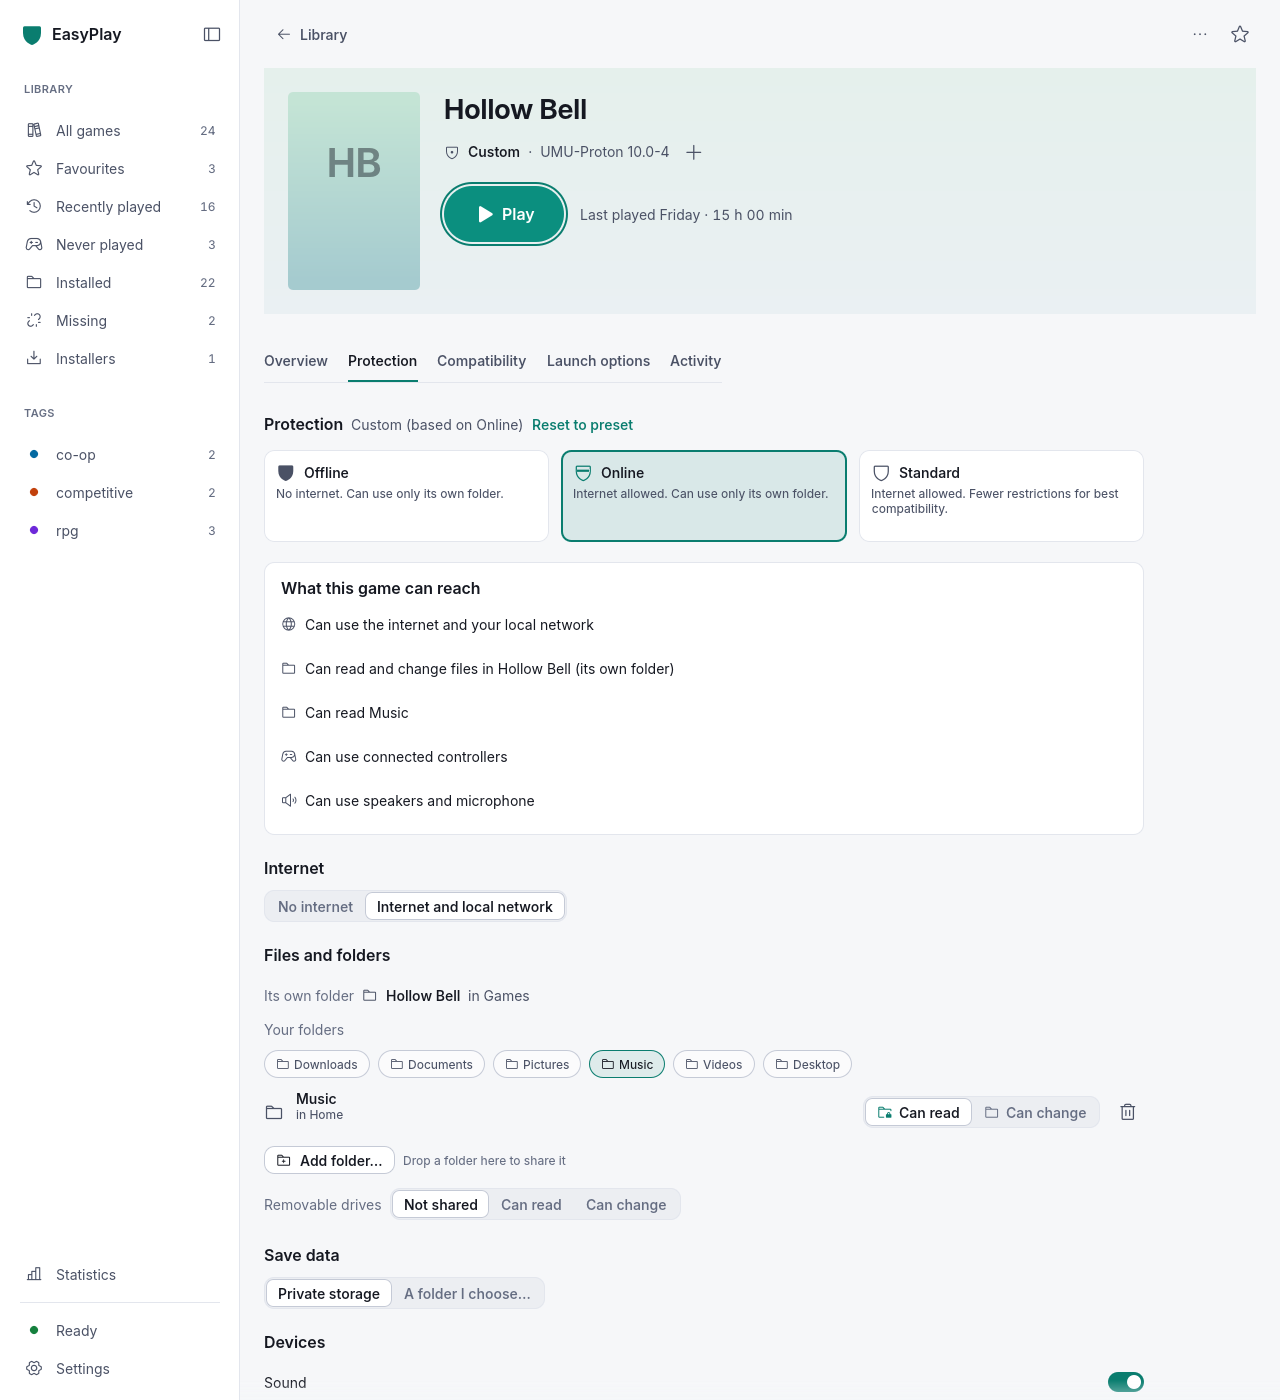 EasyPlay
LIBRARY
All games 24
Favourites 3
Recently played 16
Never played 3
Installed 22
Missing 2
Installers 1
TAGS
co-op 2
competitive 2
rpg 3
Statistics
Ready
Settings
Library
HB
Hollow Bell
Custom · UMU-Proton 10.0-4
Play
Last played Friday · 15 h 00 min
Overview Protection Compatibility Launch options Activity
Protection Custom (based on Online) Reset to preset
Offline
No internet. Can use only its own folder.
Online
Internet allowed. Can use only its own folder.
Standard
Internet allowed. Fewer restrictions for best
compatibility.
What this game can reach
Can use the internet and your local network
Can read and change files in Hollow Bell (its own folder)
Can read Music
Can use connected controllers
Can use speakers and microphone
Internet
No internet Internet and local network
Files and folders
Its own folder Hollow Bell in Games
Your folders
Downloads Documents Pictures Music Videos Desktop
Music
in Home
Can read Can change
Add folder... Drop a folder here to share it
Removable drives Not shared Can read Can change
Save data
Private storage A folder I choose...
Devices
Sound